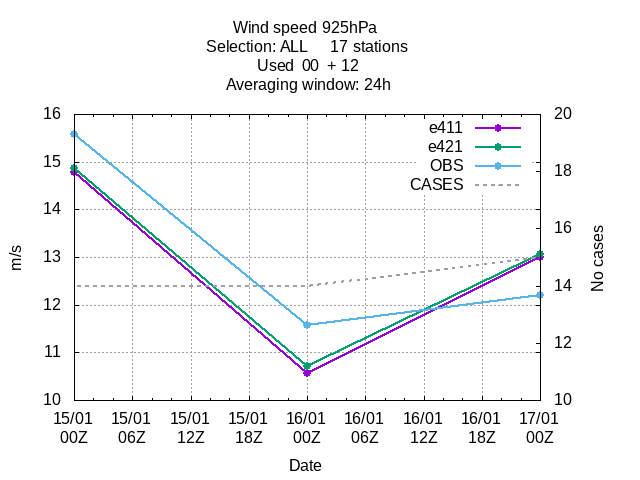 Wind speed 925hPa
Selection: ALL 17 stations
Used 00 + 12
Averaging window: 24h
16 20
e411
e421
15 18
OBS
CASES
14 16
m/s
13 14
No cases
12
11 12
10 10
15/01 15/01 15/01 15/01 16/01 16/01 16/01 16/01 17/01
00Z 06Z 12Z 18Z 00Z 06Z 12Z 18Z 00Z
Date